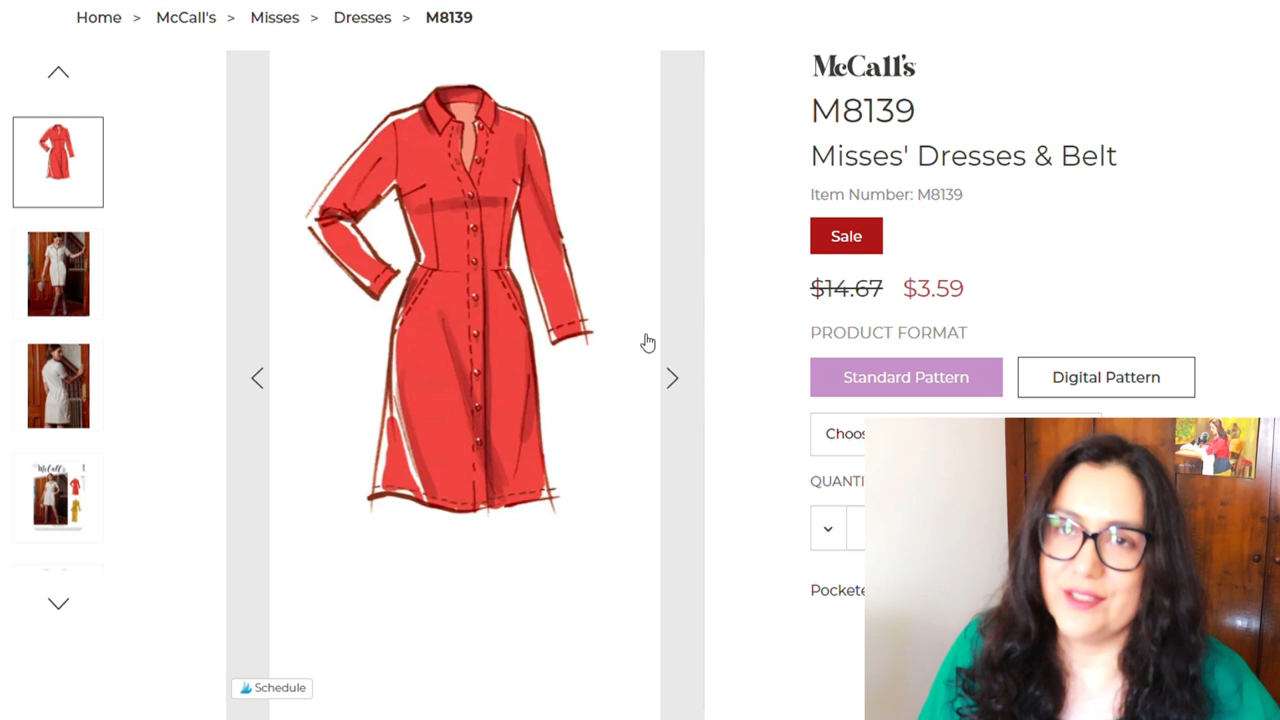 Home > McCall's > Misses > Dresses > M8139
McCall's
M8139
Misses' Dresses & Belt
Item Number: M8139
Sale
$14.67 $3.59
PRODUCT FORMAT
Standard Pattern
Digital Pattern
Choos
QUANTI
Pockete
McCall's
Schedule